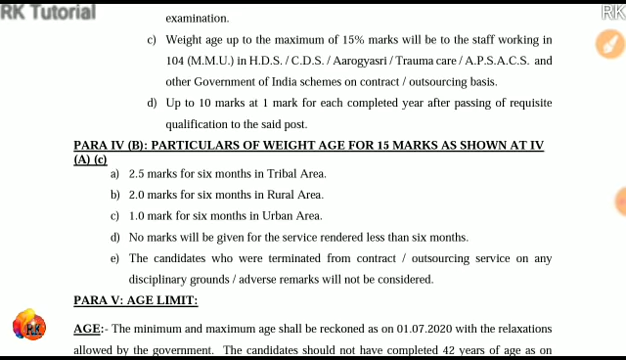 RK Tutorial
RK
examination.
c) Weight age up to the maximum of 15% marks will be to the staff working in
104 (M.M.U.) in H.D.S. / C.D.S. / Aarogyasri / Trauma care / A.P.S.A.C.S. and
other Government of India schemes on contract / outsourcing basis.
d) Up to 10 marks at 1 mark for each completed year after passing of requisite
qualification to the said post.
PARA IV (B): PARTICULARS OF WEIGHT AGE FOR 15 MARKS AS SHOWN AT IV
(A) (c)
a) 2.5 marks for six months in Tribal Area.
b) 2.0 marks for six months in Rural Area.
c) 1.0 mark for six months in Urban Area.
d) No marks will be given for the service rendered less than six months.
e) The candidates who were terminated from contract / outsourcing service on any
disciplinary grounds / adverse remarks will not be considered.
PARA V: AGE LIMIT:
RK
AGE:- The minimum and maximum age shall be reckoned as on 01.07.2020 with the relaxations
allowed by the government. The candidates should not have completed 42 years of age as on